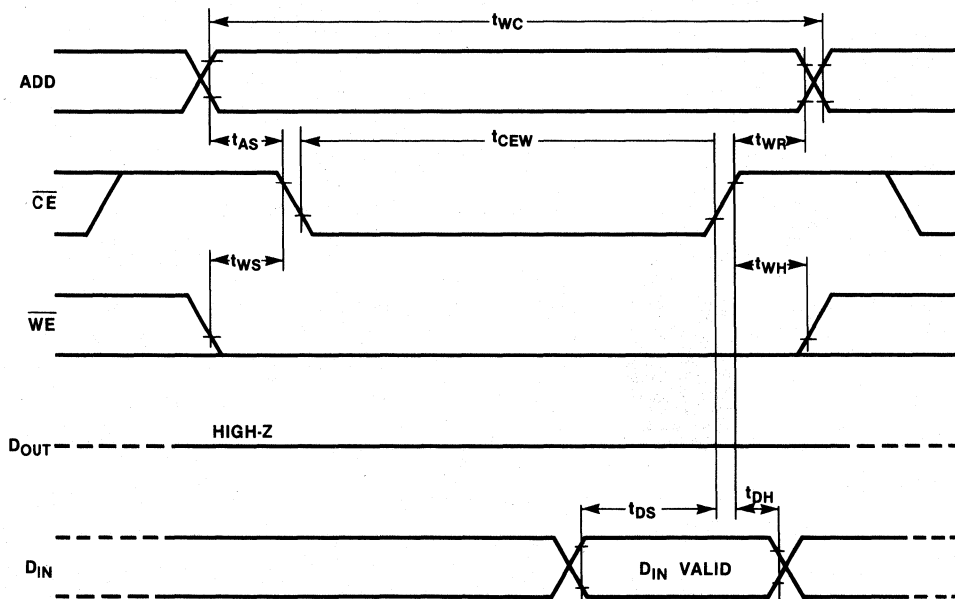 tWC
ADD
tAS
tCEW
tWR
CE
tWS
tWH
WE
HIGH-Z
DOUT
tDH
tDS
DIN
DIN VALID